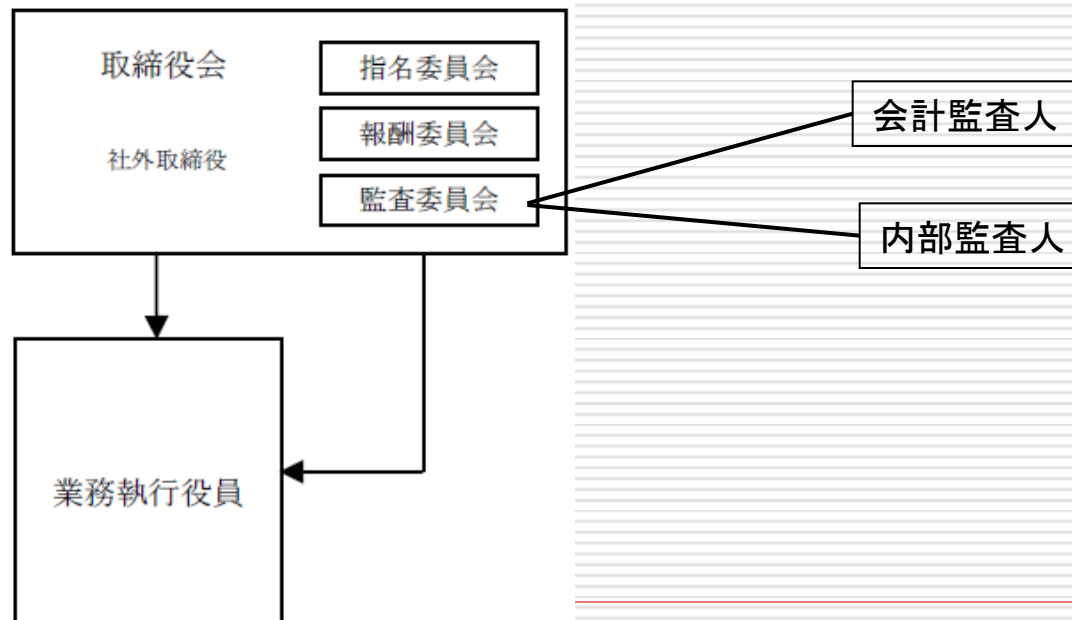 取締役会
社外取締役
指名委員会
報酬委員会
監査委員会
会計監査人
内部監査人
業務執行役員